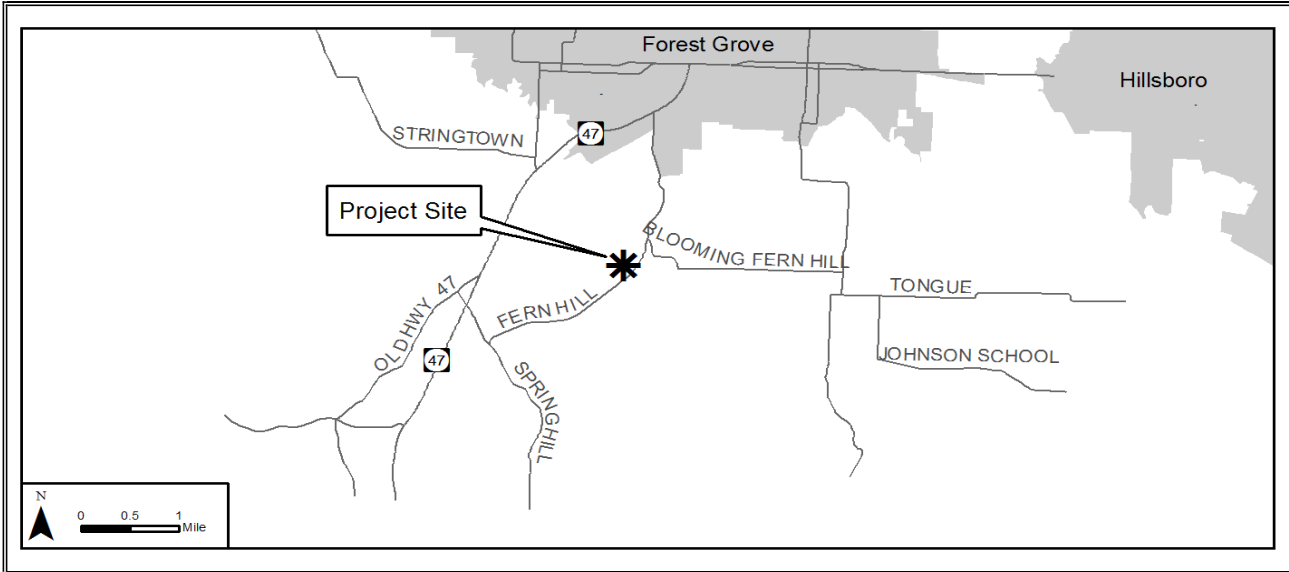 Forest Grove
Hillsboro
STRINGTOWN
47
Project Site
BLOOMING FERN HILL
TONGUE
OLD HWY 47
FERN HILL
47
JOHNSON SCHOOL
SPRINGHILL
N
0 0.5 1
Mile